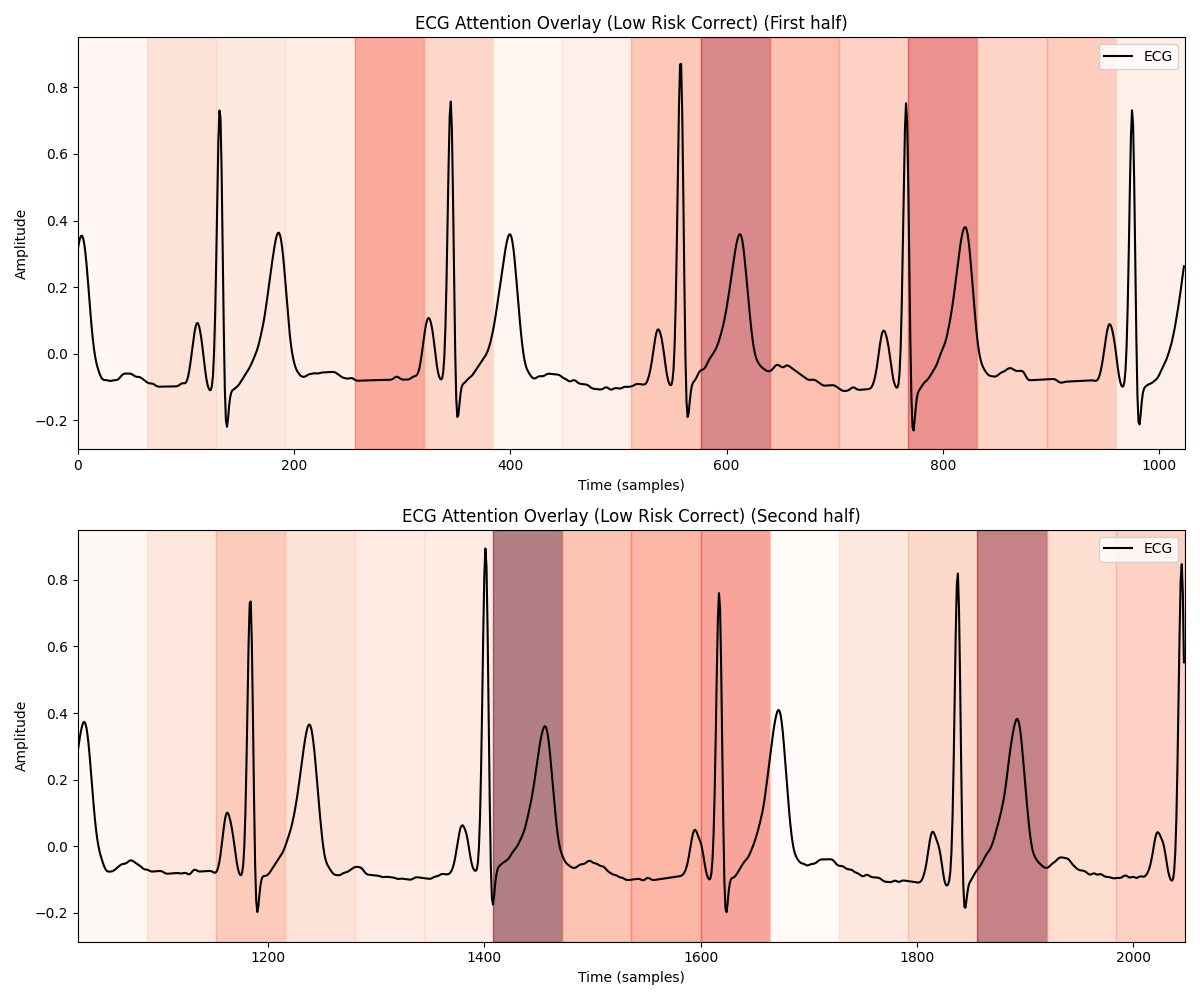 ECG Attention Overlay (Low Risk Correct) (First half)
ECG
Amplitude
0.8
0.6
0.4
0.2
0.0
−0.2
0 200 400 600 800 1000
Time (samples)
ECG Attention Overlay (Low Risk Correct) (Second half)
ECG
Amplitude
0.8
0.6
0.4
0.2
0.0
−0.2
1200 1400 1600 1800 2000
Time (samples)